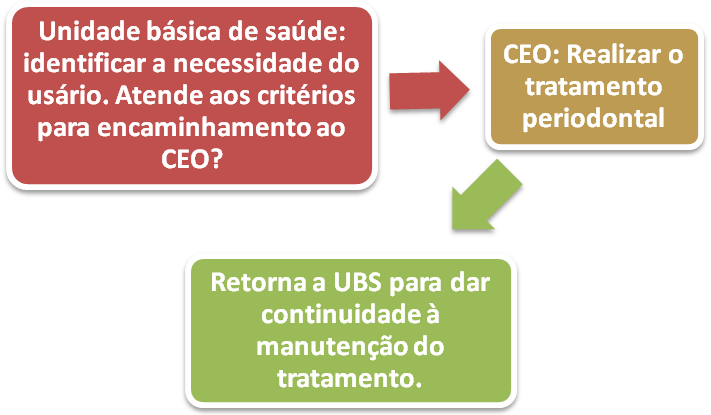 Unidade básica de saúde:
identificar a necessidade do
usário. Atende aos critérios
para encaminhamento ao
CEO?
CEO: Realizar o
tratamento
periodontal
Retorna a UBS para dar
continuidade à
manutenção do
tratamento.